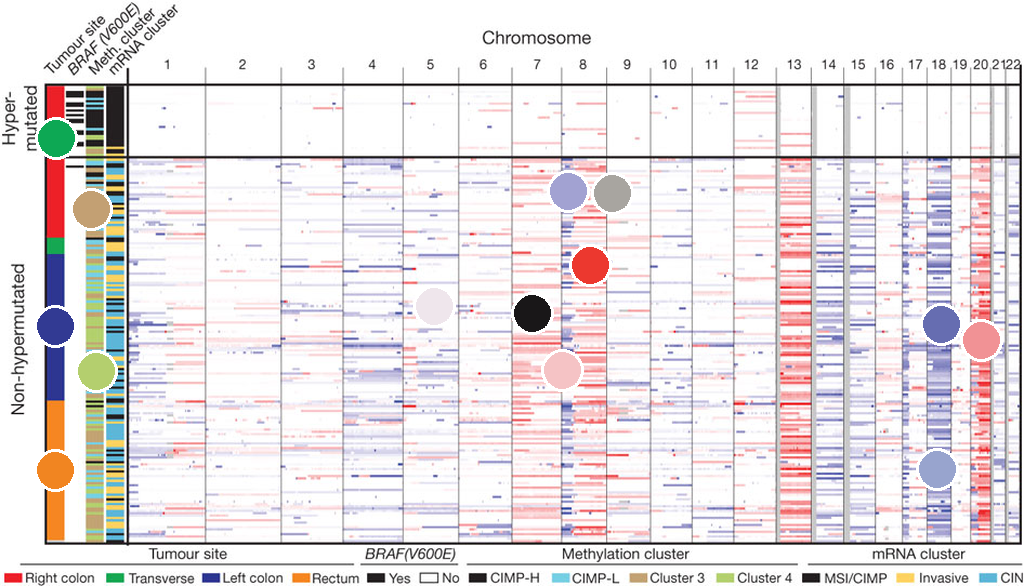 Tumour site
BRAF (V600E)
Meth. cluster
mRNA cluster
Chromosome
1 2 3 4 5 6 7 8 9 10 11 12 13 14 15 16 17 18 19 20 21 22
Hyper-
mutated
Non-hypermutated
Tumour site BRAF(V600E) Methylation cluster mRNA cluster
Right colon Transverse Left colon Rectum Yes No CIMP-H CIMP-L Cluster 3 Cluster 4 MSI/CIMP Invasive CIN